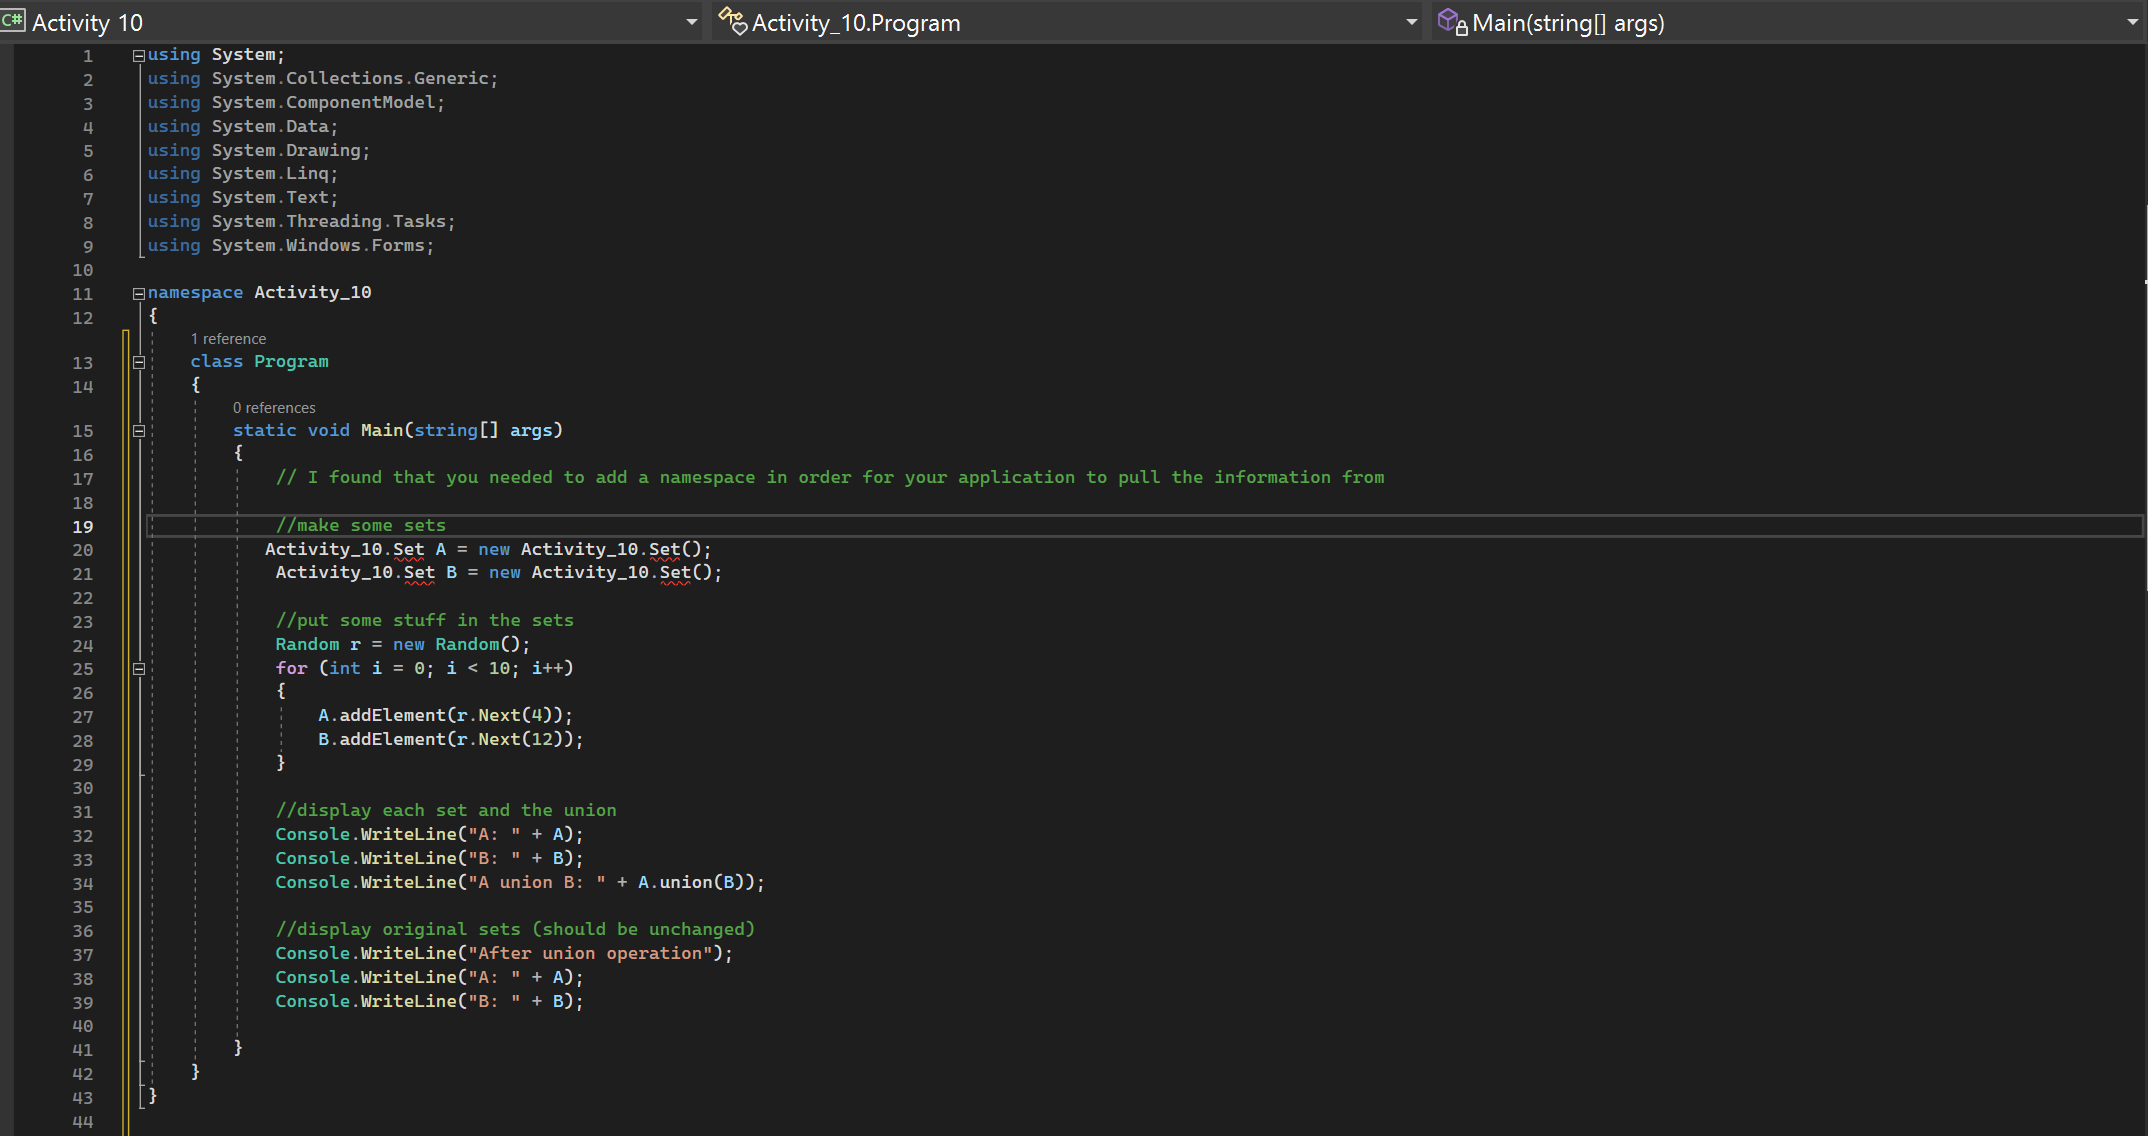 C# Activity 10 Activity_10.Program Main(string[] args)
1 using System;
2 using System.Collections.Generic;
3 using System.ComponentModel;
4 using System.Data;
5 using System.Drawing;
6 using System.Linq;
7 using System.Text;
8 using System.Threading.Tasks;
9 using System.Windows.Forms;
10
11 namespace Activity_10
12 {
1 reference
13 class Program
14 {
0 references
15 static void Main(string[] args)
16 {
17 // I found that you needed to add a namespace in order for your application to pull the information from
18
19 //make some sets
20 Activity_10.Set A = new Activity_10.Set();
21 Activity_10.Set B = new Activity_10.Set();
22
23 //put some stuff in the sets
24 Random r = new Random();
25 for (int i = 0; i < 10; i++)
26 {
27 A.addElement(r.Next(4));
28 B.addElement(r.Next(12));
29 }
30
31 //display each set and the union
32 Console.WriteLine("A: " + A);
33 Console.WriteLine("B: " + B);
34 Console.WriteLine("A union B: " + A.union(B));
35
36 //display original sets (should be unchanged)
37 Console.WriteLine("After union operation");
38 Console.WriteLine("A: " + A);
39 Console.WriteLine("B: " + B);
40
41 }
42 }
43 }
44